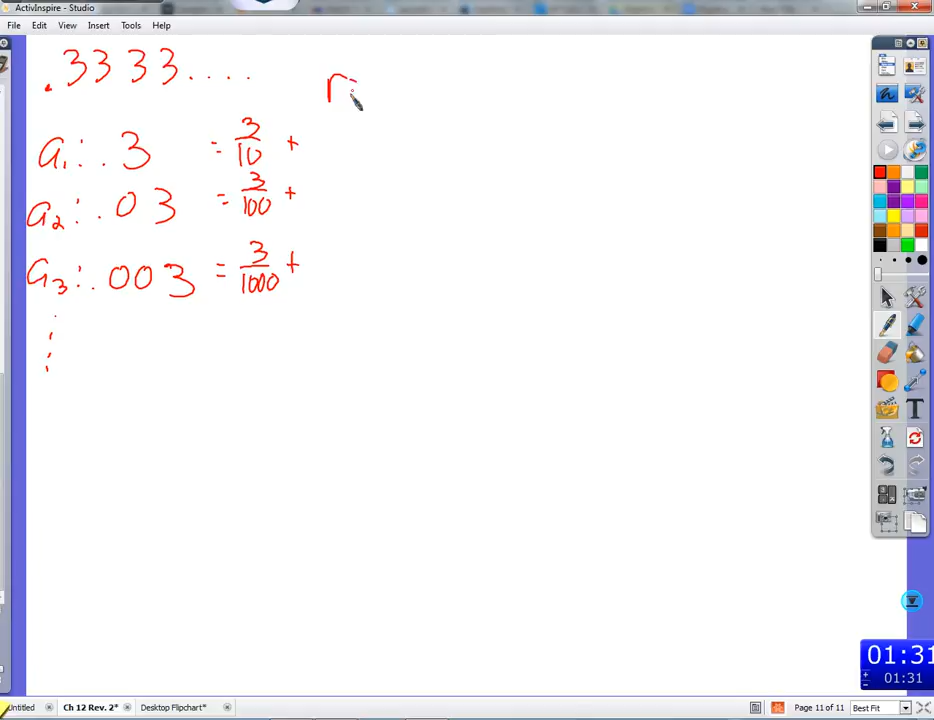 ActivInspire - Studio
File Edit View Insert Tools Help
.3333....
r:
a₁: .3 = 3/10 +
a₂: .03 = 3/100 +
a₃: .003 = 3/1000 +
⋮
01:31
01:31
Untitled Ch 12 Rev. 2* Desktop Flipchart* Page 11 of 11 Best Fit